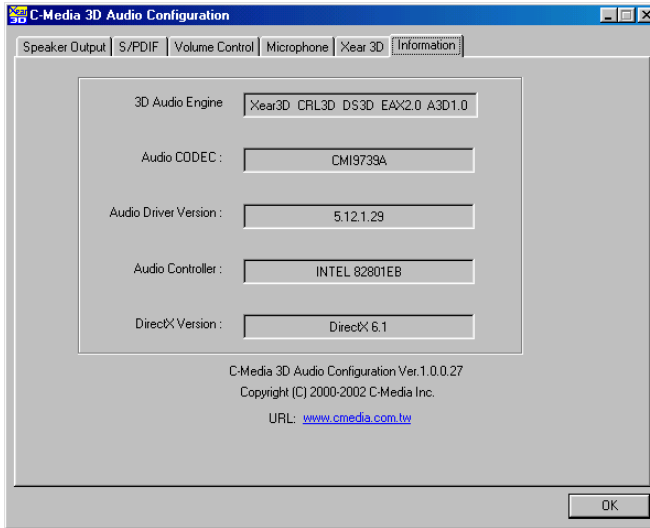 Xear 3D C-Media 3D Audio Configuration
Speaker Output S/PDIF Volume Control Microphone Xear 3D Information
3D Audio Engine Xear3D CRL3D DS3D EAX2.0 A3D1.0
Audio CODEC : CMI9739A
Audio Driver Version : 5.12.1.29
Audio Controller : INTEL 82801EB
DirectX Version : DirectX 6.1
C-Media 3D Audio Configuration Ver.1.0.0.27
Copyright (C) 2000-2002 C-Media Inc.
URL: www.cmedia.com.tw
OK